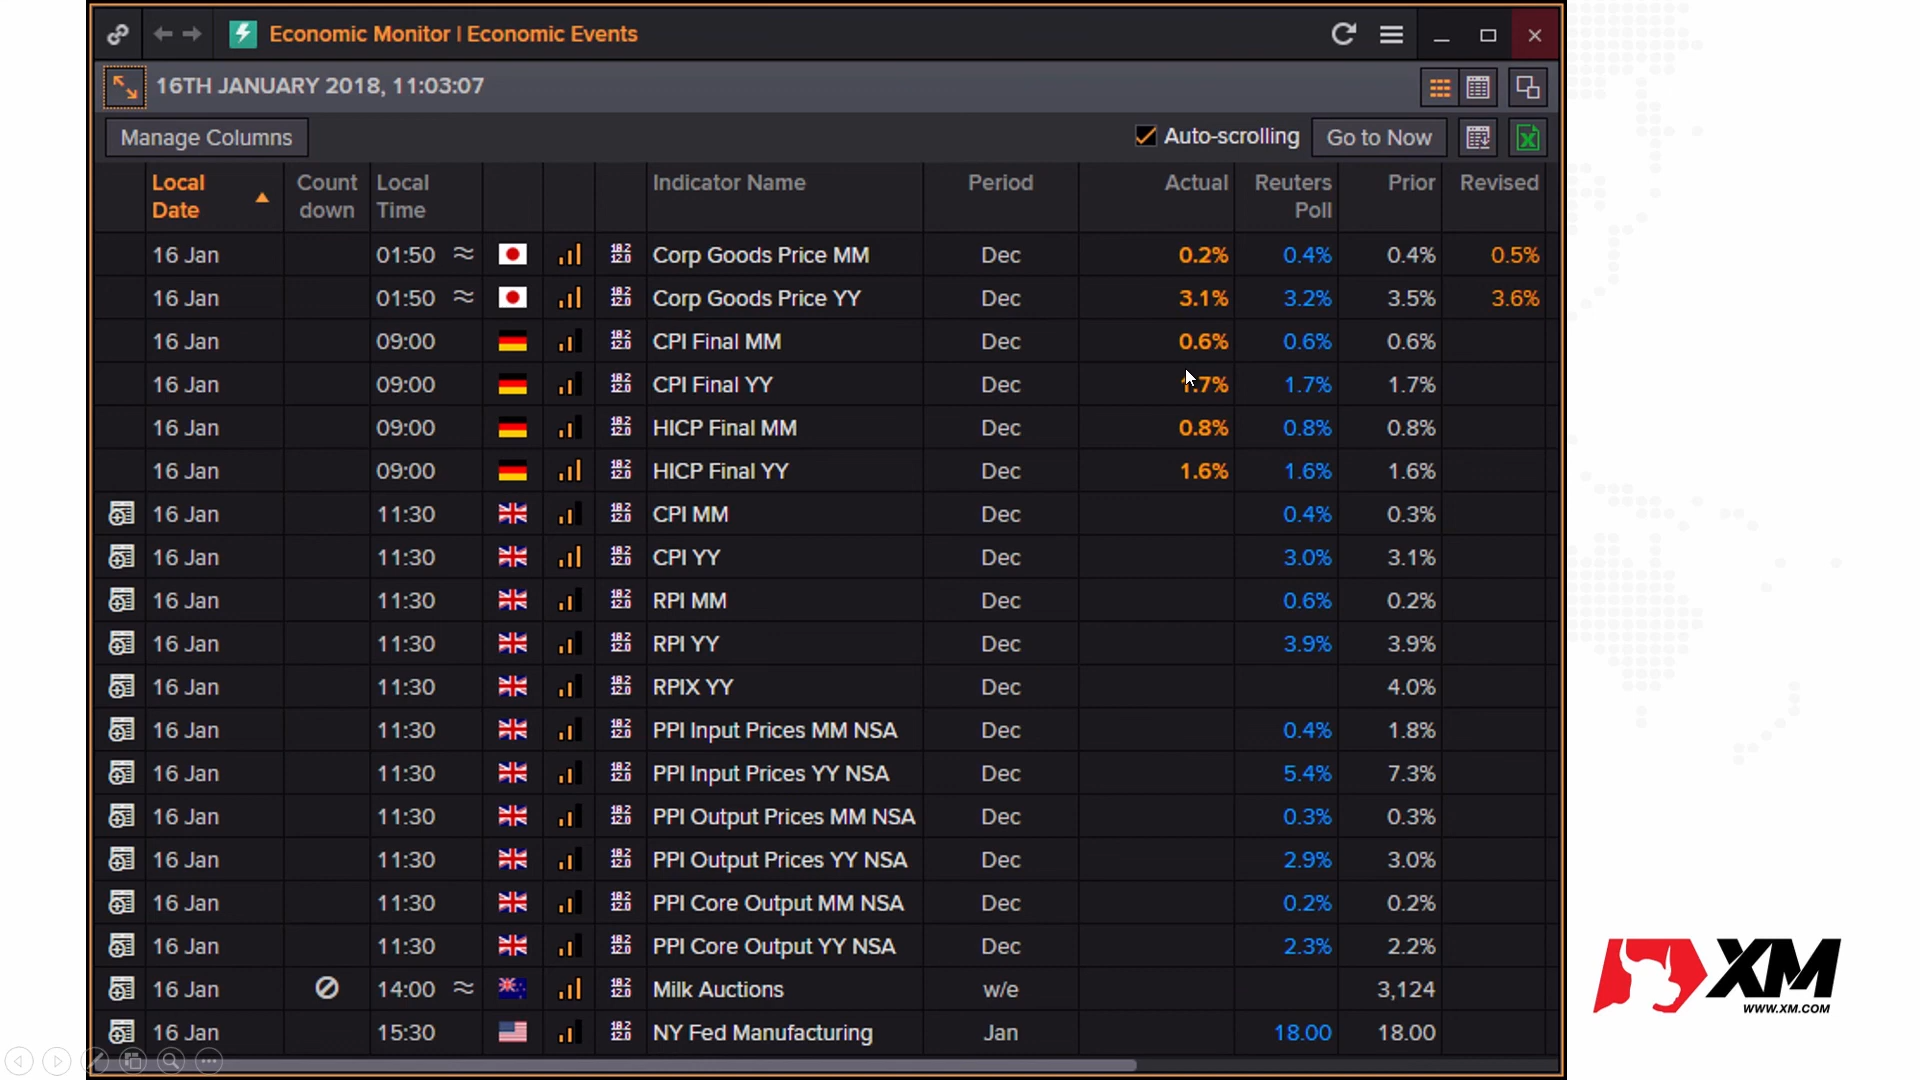 Economic Monitor | Economic Events
16TH JANUARY 2018, 11:03:07
Manage Columns Auto-scrolling Go to Now
Local Date Count down Local Time Indicator Name Period Actual Reuters Poll Prior Revised
16 Jan 01:50 ≈ Corp Goods Price MM Dec 0.2% 0.4% 0.4% 0.5%
16 Jan 01:50 ≈ Corp Goods Price YY Dec 3.1% 3.2% 3.5% 3.6%
16 Jan 09:00 CPI Final MM Dec 0.6% 0.6% 0.6%
16 Jan 09:00 CPI Final YY Dec 1.7% 1.7% 1.7%
16 Jan 09:00 HICP Final MM Dec 0.8% 0.8% 0.8%
16 Jan 09:00 HICP Final YY Dec 1.6% 1.6% 1.6%
16 Jan 11:30 CPI MM Dec 0.4% 0.3%
16 Jan 11:30 CPI YY Dec 3.0% 3.1%
16 Jan 11:30 RPI MM Dec 0.6% 0.2%
16 Jan 11:30 RPI YY Dec 3.9% 3.9%
16 Jan 11:30 RPIX YY Dec 4.0%
16 Jan 11:30 PPI Input Prices MM NSA Dec 0.4% 1.8%
16 Jan 11:30 PPI Input Prices YY NSA Dec 5.4% 7.3%
16 Jan 11:30 PPI Output Prices MM NSA Dec 0.3% 0.3%
16 Jan 11:30 PPI Output Prices YY NSA Dec 2.9% 3.0%
16 Jan 11:30 PPI Core Output MM NSA Dec 0.2% 0.2%
16 Jan 11:30 PPI Core Output YY NSA Dec 2.3% 2.2%
16 Jan 14:00 ≈ Milk Auctions w/e 3,124
16 Jan 15:30 NY Fed Manufacturing Jan 18.00 18.00
XM
WWW.XM.COM